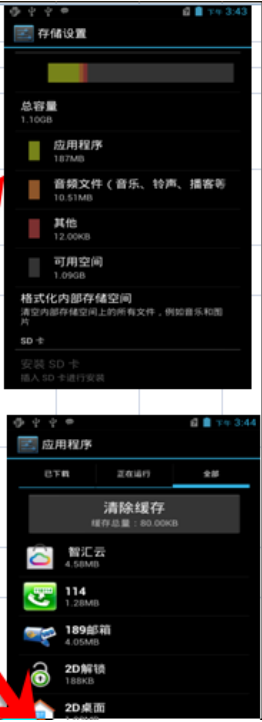 下午 3:43
存储设置
总容量
1.10GB
应用程序
187MB
音频文件（音乐、铃声、播客等
10.51MB
其他
12.00KB
可用空间
1.09GB
格式化内部存储空间
清空内部存储空间上的所有文件，例如音乐和图
片
SD 卡
安装 SD 卡
插入 SD 卡进行安装
下午 3:44
应用程序
已下载
正在运行
全部
清除缓存
缓存总量：80.00KB
智汇云
4.58MB
114
1.28MB
189邮箱
4.05MB
2D解锁
188KB
2D桌面